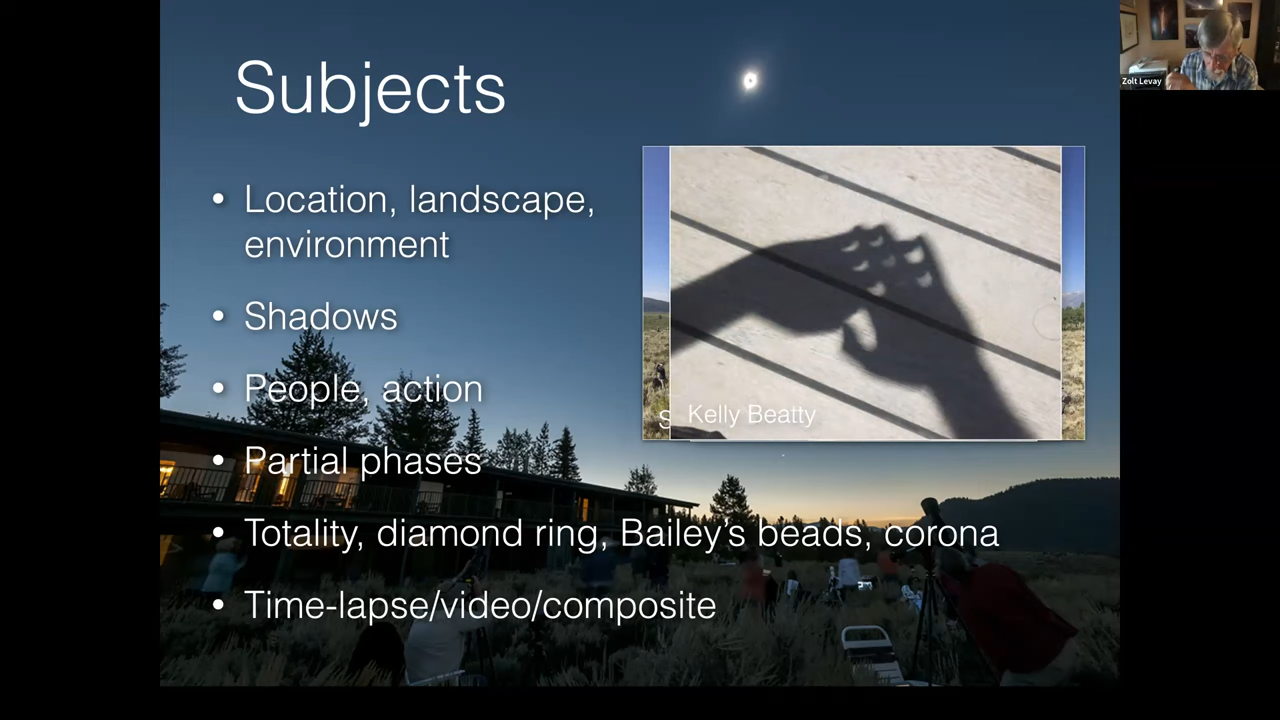 Subjects
Zolt Levay
• Location, landscape,
environment
• Shadows
• People, action
• Partial phases
• Totality, diamond ring, Bailey's beads, corona
• Time-lapse/video/composite
S
Kelly Beatty